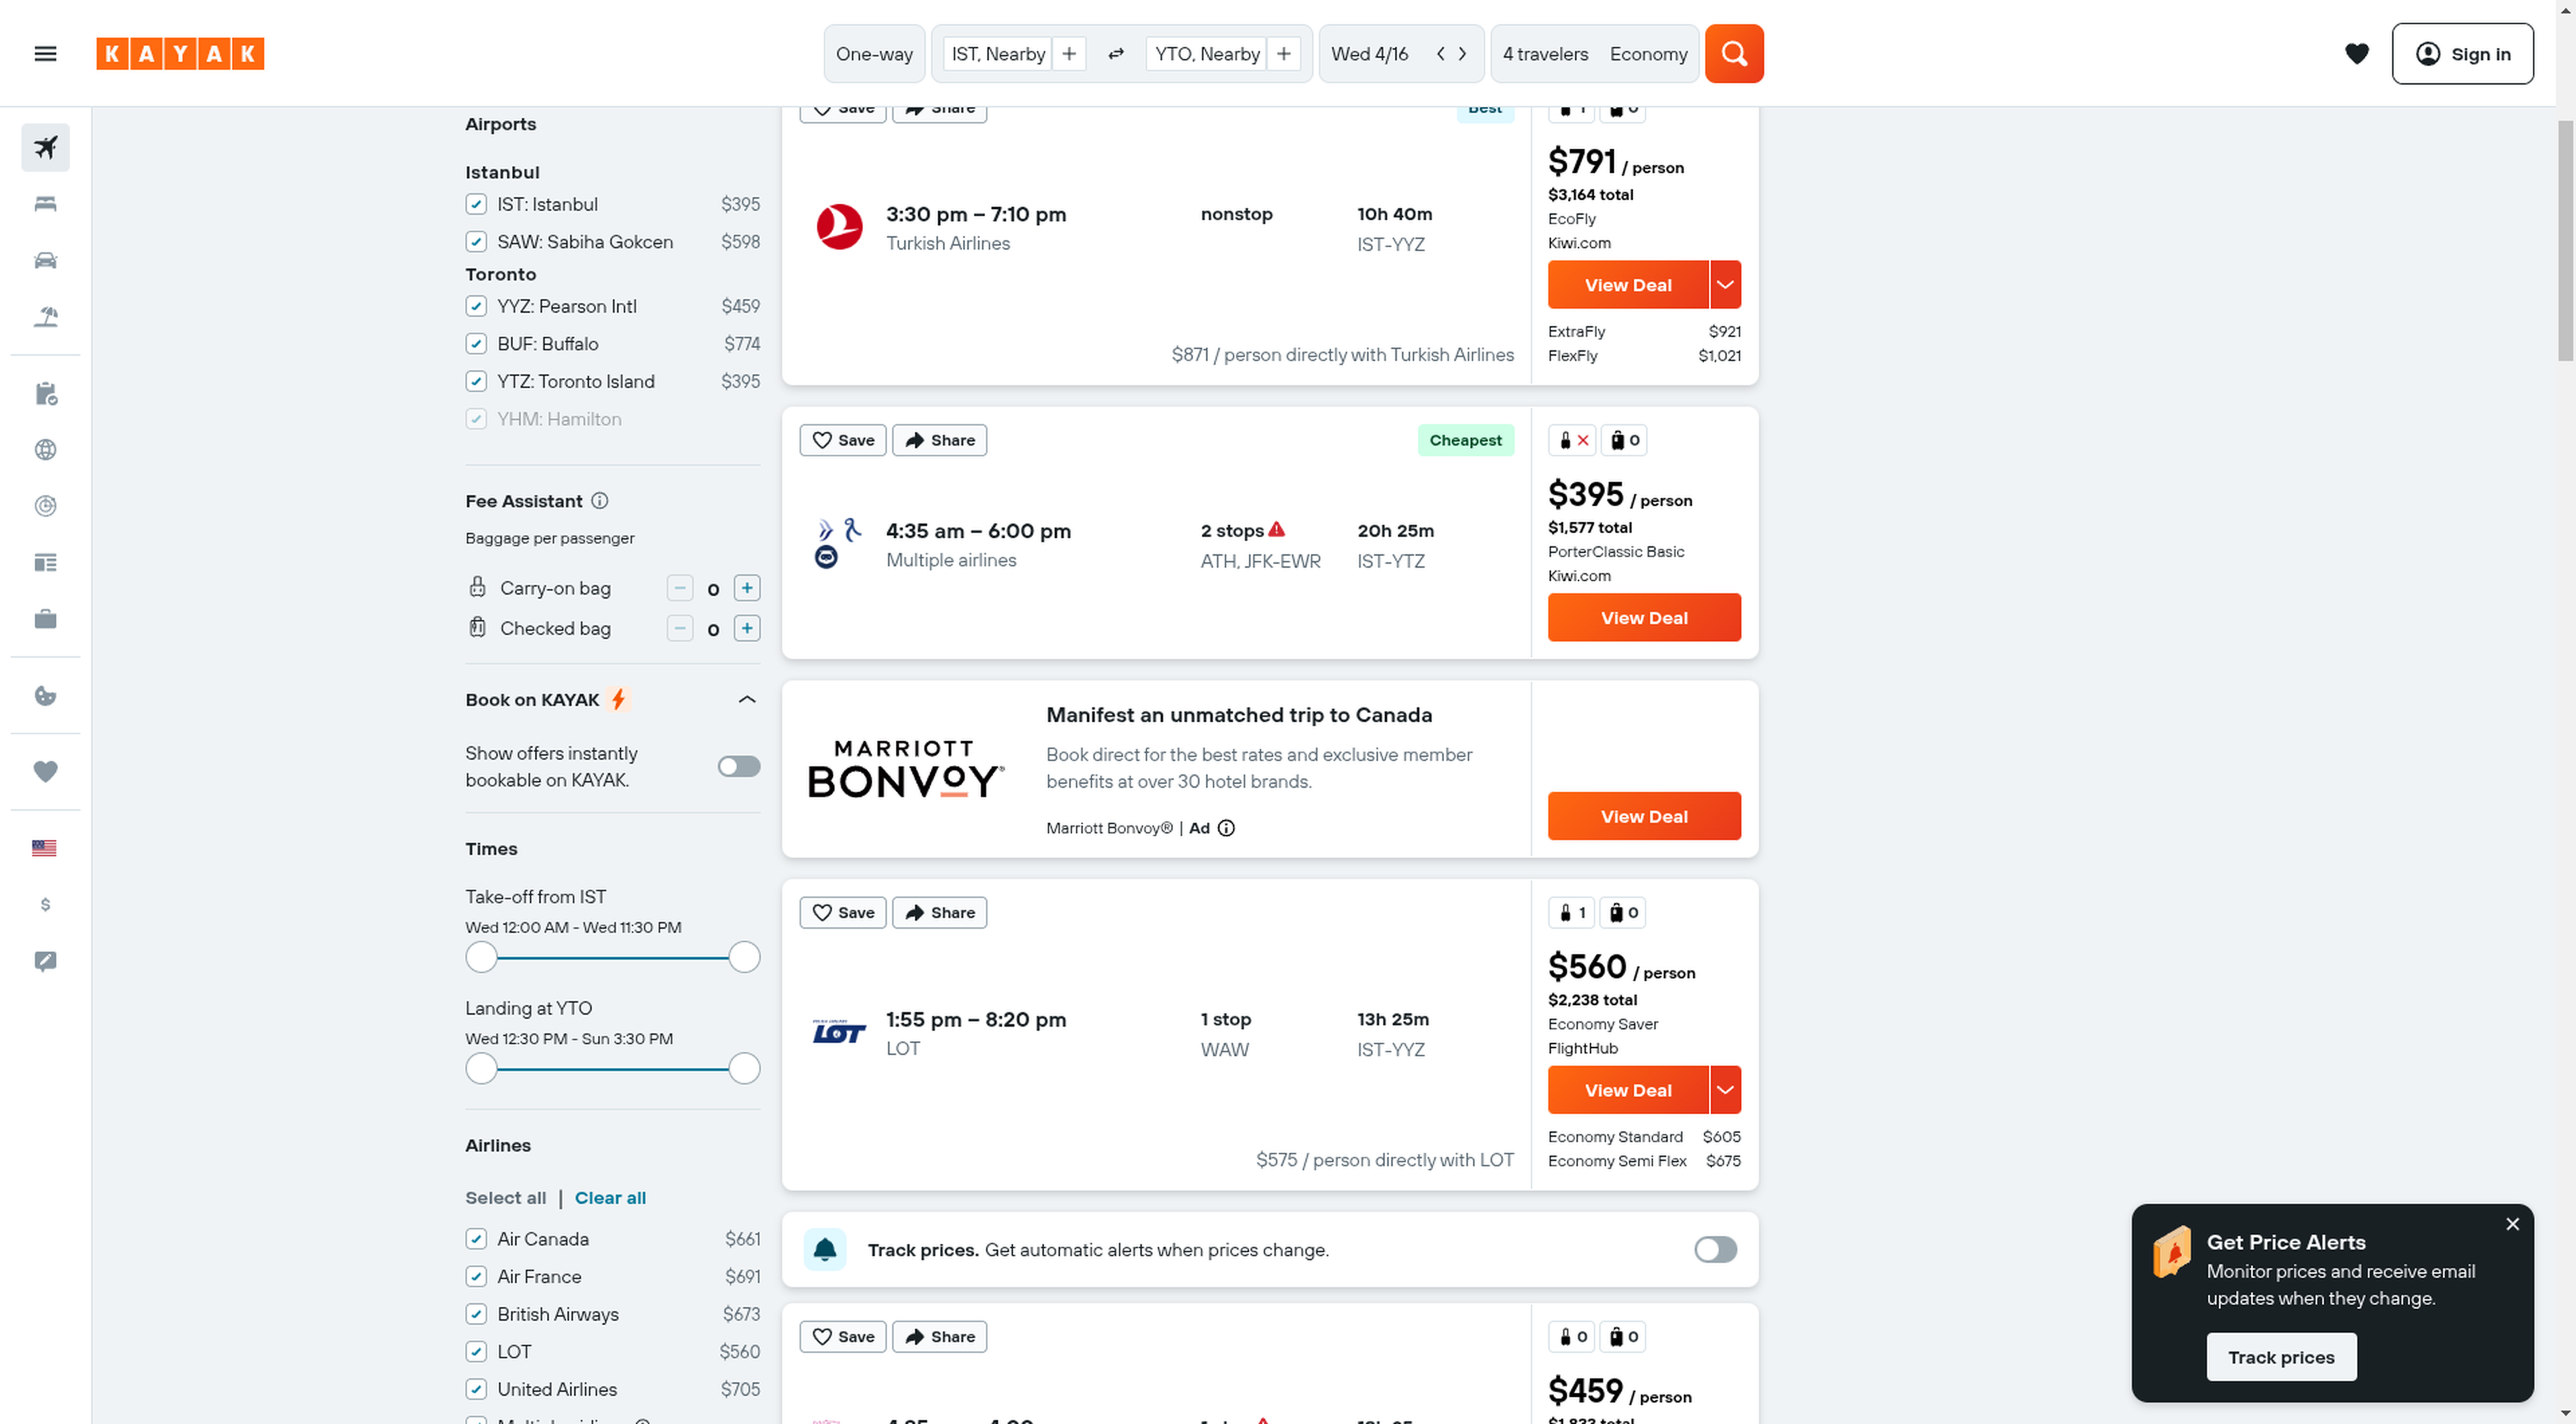 KAYAK
One-way
IST, Nearby
YTO, Nearby
Wed 4/16
4 travelers Economy
Sign in
Airports
Istanbul
IST: Istanbul $395
SAW: Sabiha Gokcen $598
Toronto
YYZ: Pearson Intl $459
BUF: Buffalo $774
YTZ: Toronto Island $395
YHM: Hamilton
Fee Assistant
Baggage per passenger
Carry-on bag − 0 +
Checked bag − 0 +
Book on KAYAK
Show offers instantly
bookable on KAYAK.
Times
Take-off from IST
Wed 12:00 AM - Wed 11:30 PM
Landing at YTO
Wed 12:30 PM - Sun 3:30 PM
Airlines
Select all | Clear all
Air Canada $661
Air France $691
British Airways $673
LOT $560
United Airlines $705
Save Share Best
3:30 pm – 7:10 pm nonstop 10h 40m
Turkish Airlines IST-YYZ
$871 / person directly with Turkish Airlines
1 0
$791 / person
$3,164 total
EcoFly
Kiwi.com
View Deal
ExtraFly $921
FlexFly $1,021
Save Share Cheapest
4:35 am – 6:00 pm 2 stops 20h 25m
Multiple airlines ATH, JFK-EWR IST-YTZ
0
$395 / person
$1,577 total
PorterClassic Basic
Kiwi.com
View Deal
MARRIOTT
BONVOY
Manifest an unmatched trip to Canada
Book direct for the best rates and exclusive member
benefits at over 30 hotel brands.
Marriott Bonvoy® | Ad
View Deal
Save Share
LOT
1:55 pm – 8:20 pm 1 stop 13h 25m
LOT WAW IST-YYZ
$575 / person directly with LOT
1 0
$560 / person
$2,238 total
Economy Saver
FlightHub
View Deal
Economy Standard $605
Economy Semi Flex $675
Track prices. Get automatic alerts when prices change.
Save Share
0 0
$459 / person
Get Price Alerts
Monitor prices and receive email
updates when they change.
Track prices